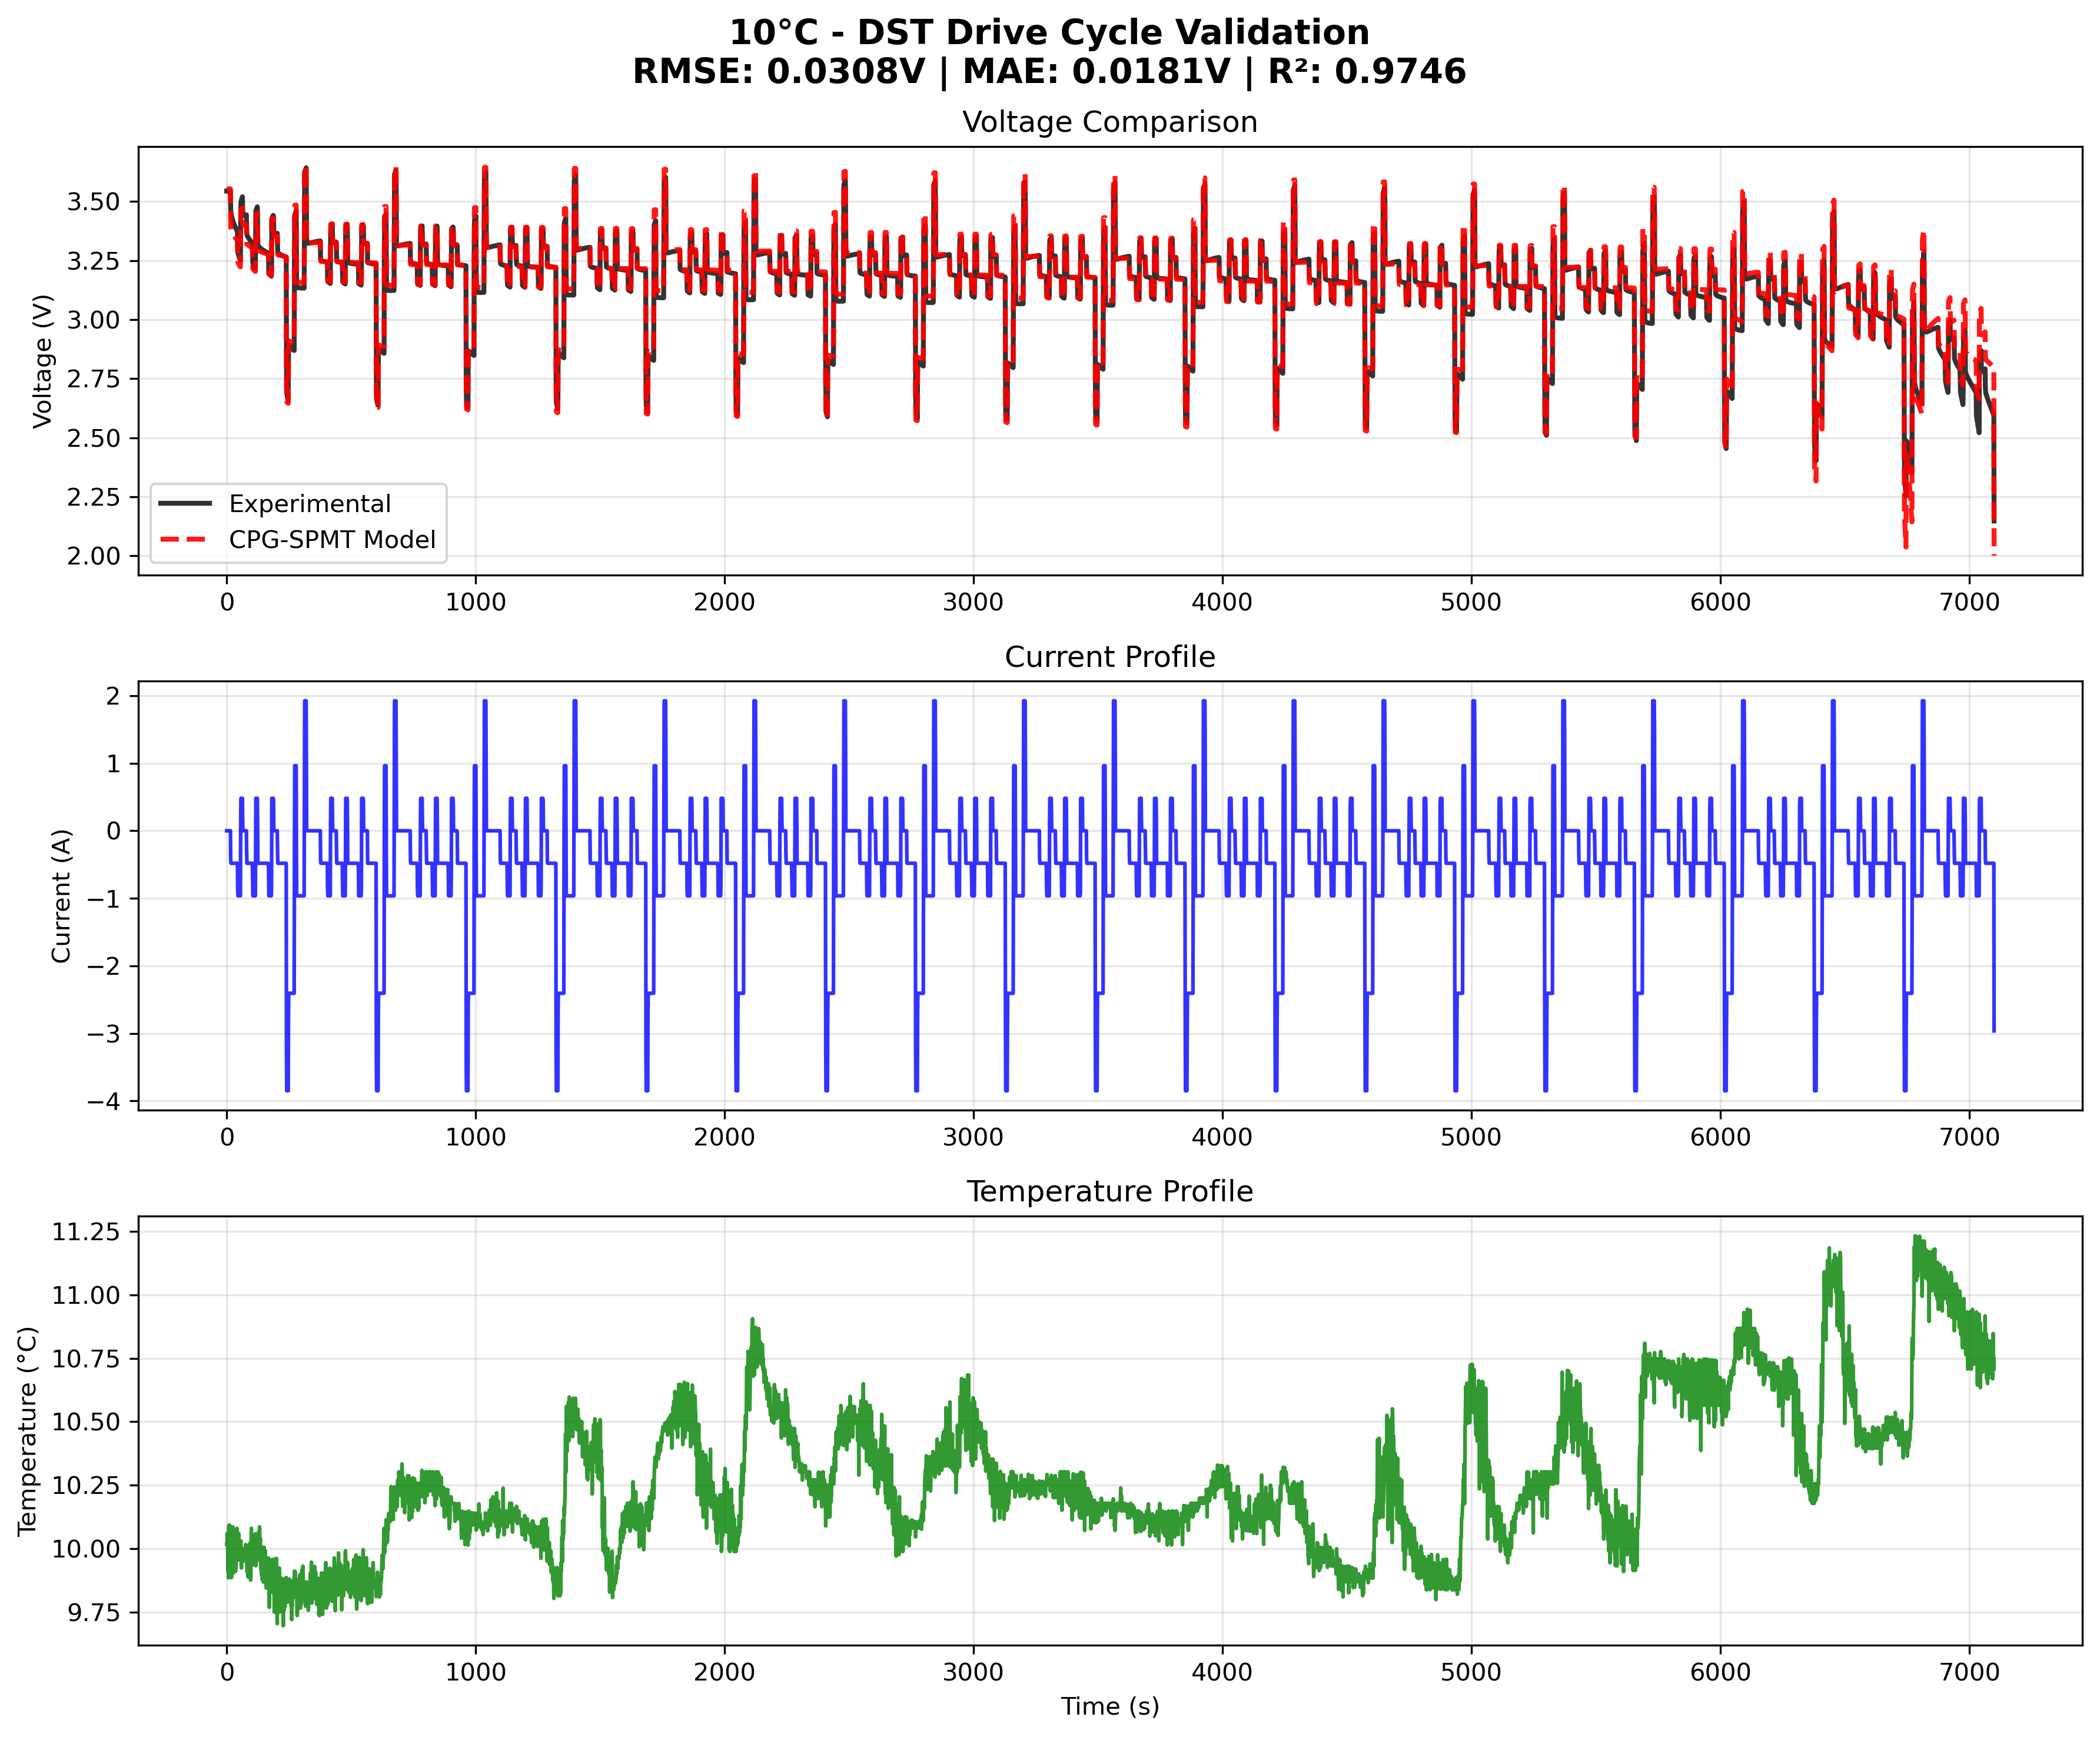 10°C - DST Drive Cycle Validation
RMSE: 0.0308V | MAE: 0.0181V | R²: 0.9746
Voltage Comparison
Voltage (V)
3.50
3.25
3.00
2.75
2.50
2.25
2.00
Experimental
CPG-SPMT Model
0 1000 2000 3000 4000 5000 6000 7000
Current Profile
Current (A)
2
1
0
−1
−2
−3
−4
0 1000 2000 3000 4000 5000 6000 7000
Temperature Profile
Temperature (°C)
11.25
11.00
10.75
10.50
10.25
10.00
9.75
0 1000 2000 3000 4000 5000 6000 7000
Time (s)